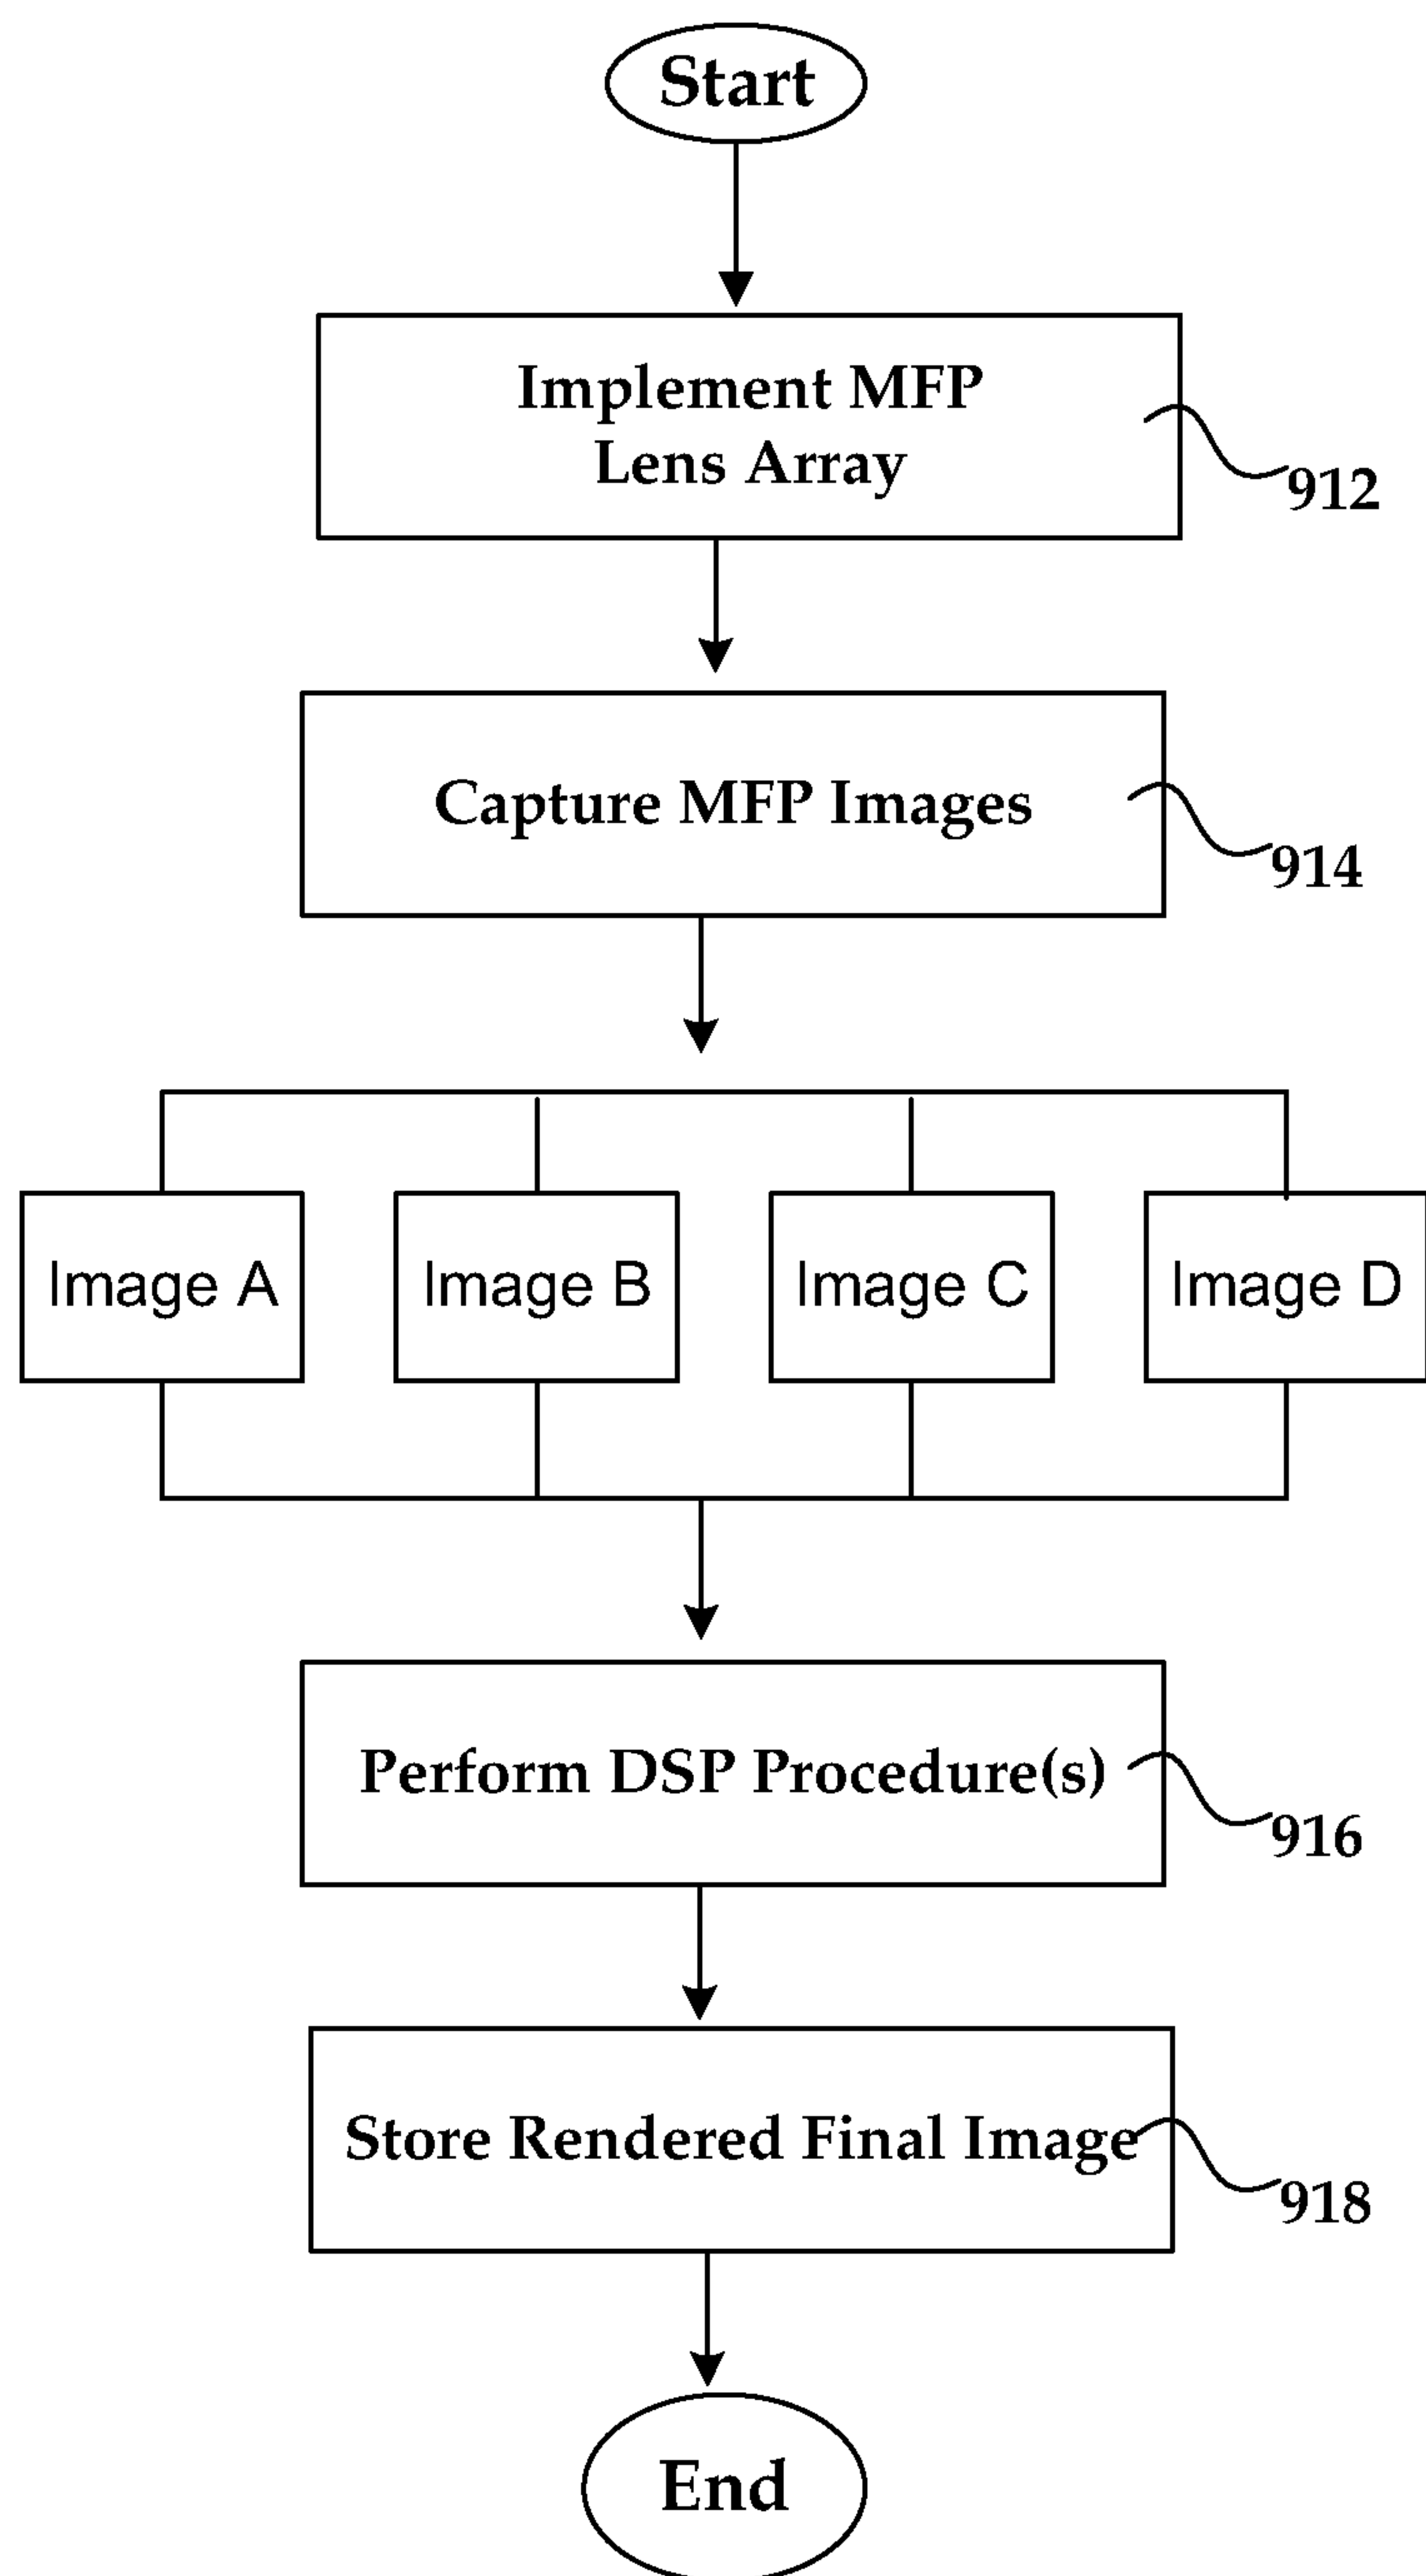 Start
Implement MFP
Lens Array
912
Capture MFP Images
914
Image A
Image B
Image C
Image D
Perform DSP Procedure(s)
916
Store Rendered Final Image
918
End